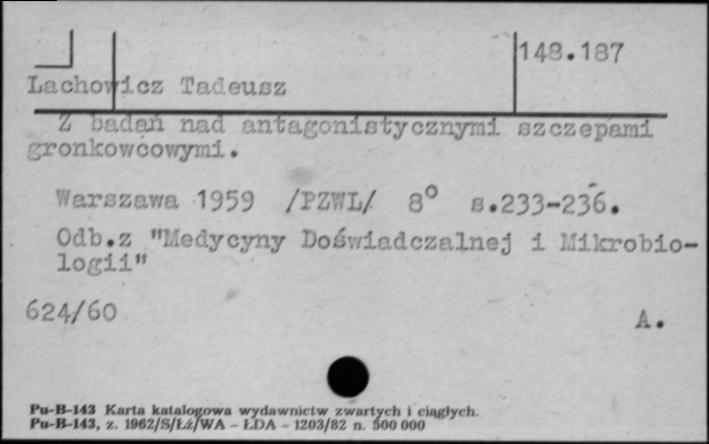 148.187
Lachowicz Tadeusz
Z badań nad antagonistycznymi szczepami
gronkowcowymi.
Warszawa 1959 /PZWL/ 8° s.233-236.
Odb.z "Medycyny Doświadczalnej i Mikrobio-
logii"
624/60 A.
Pu-B-143 Karta katalogowa wydawnictw zwartych i ciągłych.
Pu-B-143, z. 1962/S/Łź/WA - ŁDA - 1203/82 n. 500 000